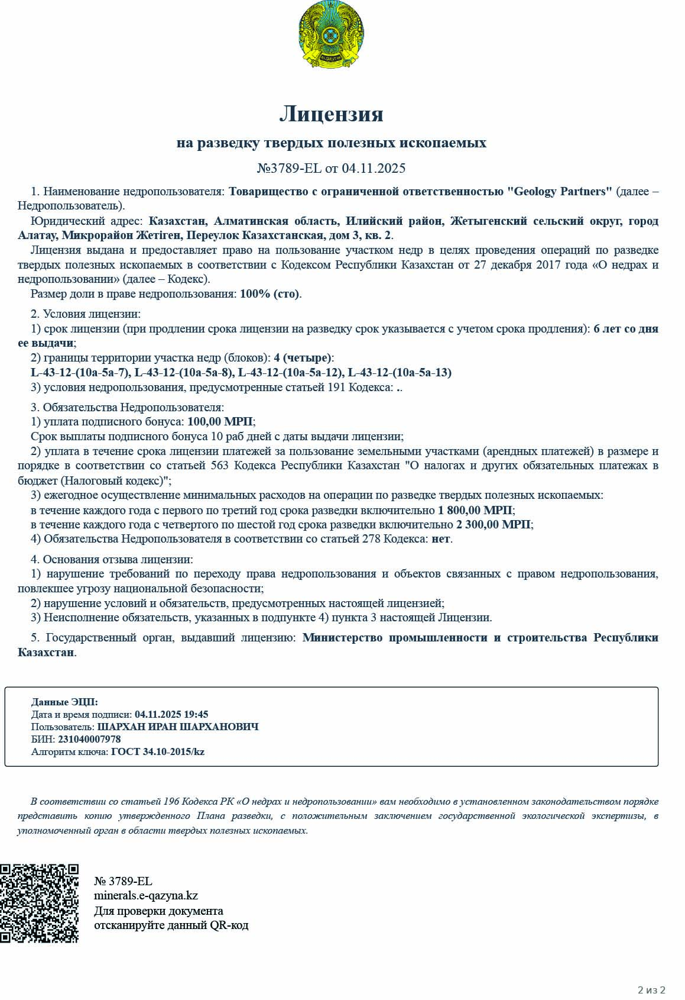 Лицензия
на разведку твердых полезных ископаемых
№3789-EL от 04.11.2025
1. Наименование недропользователя: Товарищество с ограниченной ответственностью "Geology Partners" (далее –
Недропользователь).
Юридический адрес: Казахстан, Алматинская область, Илийский район, Жетыгенский сельский округ, город
Алатау, Микрорайон Жетіген, Переулок Казахстанская, дом 3, кв. 2.
Лицензия выдана и предоставляет право на пользование участком недр в целях проведения операций по разведке
твердых полезных ископаемых в соответствии с Кодексом Республики Казахстан от 27 декабря 2017 года «О недрах и
недропользовании» (далее – Кодекс).
Размер доли в праве недропользования: 100% (сто).
2. Условия лицензии:
1) срок лицензии (при продлении срока лицензии на разведку срок указывается с учетом срока продления): 6 лет со дня
ее выдачи;
2) границы территории участка недр (блоков): 4 (четыре):
L-43-12-(10а-5а-7), L-43-12-(10а-5а-8), L-43-12-(10а-5а-12), L-43-12-(10а-5а-13)
3) условия недропользования, предусмотренные статьей 191 Кодекса: ..
3. Обязательства Недропользователя:
1) уплата подписного бонуса: 100,00 МРП;
Срок выплаты подписного бонуса 10 раб дней с даты выдачи лицензии;
2) уплата в течение срока лицензии платежей за пользование земельными участками (арендных платежей) в размере и
порядке в соответствии со статьей 563 Кодекса Республики Казахстан "О налогах и других обязательных платежах в
бюджет (Налоговый кодекс)";
3) ежегодное осуществление минимальных расходов на операции по разведке твердых полезных ископаемых:
в течение каждого года с первого по третий год срока разведки включительно 1 800,00 МРП;
в течение каждого года с четвертого по шестой год срока разведки включительно 2 300,00 МРП;
4) Обязательства Недропользователя в соответствии со статьей 278 Кодекса: нет.
4. Основания отзыва лицензии:
1) нарушение требований по переходу права недропользования и объектов связанных с правом недропользования,
повлекшее угрозу национальной безопасности;
2) нарушение условий и обязательств, предусмотренных настоящей лицензией;
3) Неисполнение обязательств, указанных в подпункте 4) пункта 3 настоящей Лицензии.
5. Государственный орган, выдавший лицензию: Министерство промышленности и строительства Республики
Казахстан.
Данные ЭЦП:
Дата и время подписи: 04.11.2025 19:45
Пользователь: ШАРХАН ИРАН ШАРХАНОВИЧ
БИН: 231040007978
Алгоритм ключа: ГОСТ 34.10-2015/kz
В соответствии со статьей 196 Кодекса РК «О недрах и недропользовании» вам необходимо в установленном законодательством порядке
представить копию утвержденного Плана разведки, с положительным заключением государственной экологической экспертизы, в
уполномоченный орган в области твердых полезных ископаемых.
№ 3789-EL
minerals.e-qazyna.kz
Для проверки документа
отсканируйте данный QR-код
2 из 2